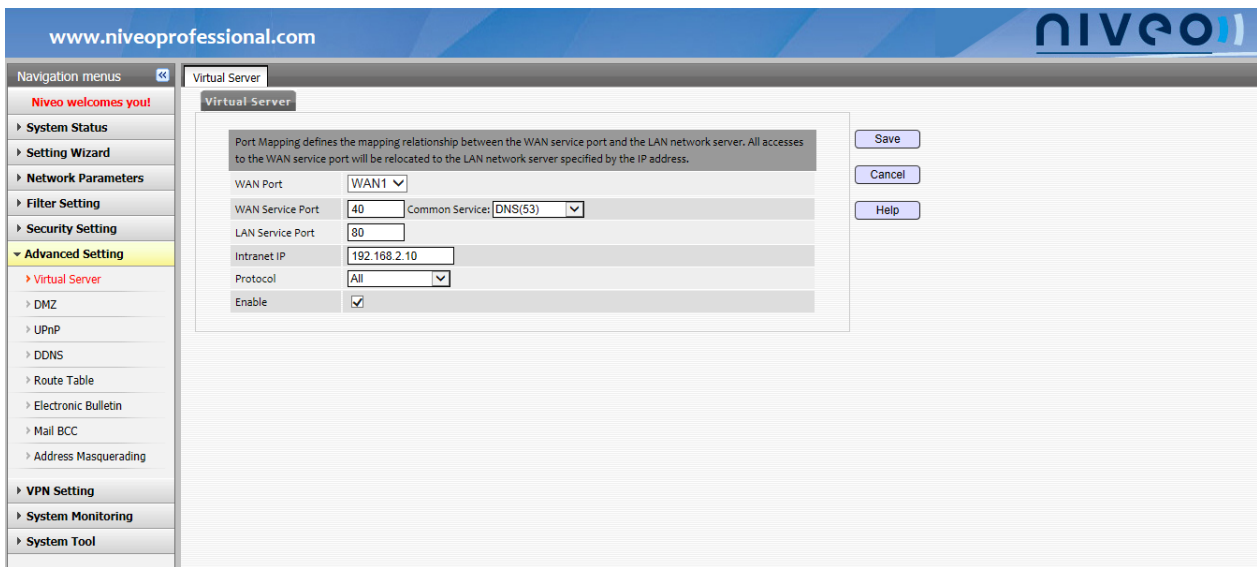 www.niveoprofessional.com
niveo
Navigation menus
Niveo welcomes you!
System Status
Setting Wizard
Network Parameters
Filter Setting
Security Setting
Advanced Setting
Virtual Server
DMZ
UPnP
DDNS
Route Table
Electronic Bulletin
Mail BCC
Address Masquerading
VPN Setting
System Monitoring
System Tool
Virtual Server
Virtual Server
Port Mapping defines the mapping relationship between the WAN service port and the LAN network server. All accesses
to the WAN service port will be relocated to the LAN network server specified by the IP address.
WAN Port WAN1
WAN Service Port 40 Common Service: DNS(53)
LAN Service Port 80
Intranet IP 192.168.2.10
Protocol All
Enable
Save
Cancel
Help